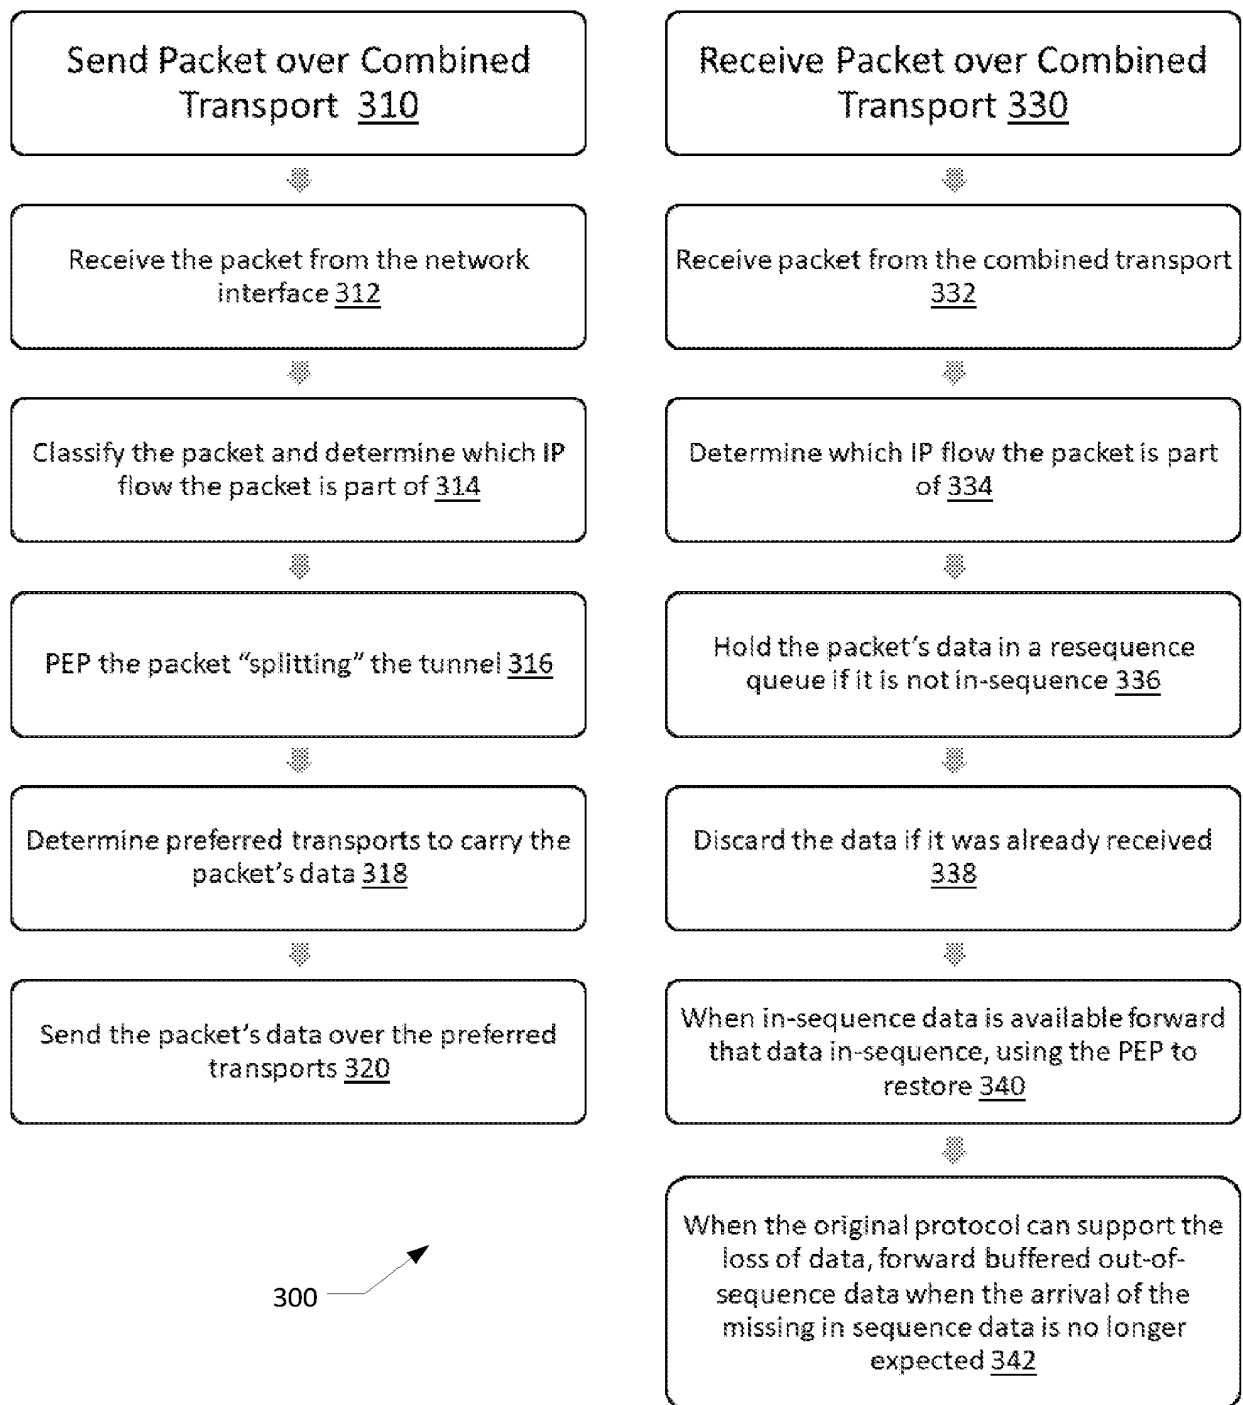 Send Packet over Combined
Transport 310
Receive the packet from the network
interface 312
Classify the packet and determine which IP
flow the packet is part of 314
PEP the packet “splitting” the tunnel 316
Determine preferred transports to carry the
packet’s data 318
Send the packet’s data over the preferred
transports 320
300
Receive Packet over Combined
Transport 330
Receive packet from the combined transport
332
Determine which IP flow the packet is part
of 334
Hold the packet’s data in a resequence
queue if it is not in-sequence 336
Discard the data if it was already received
338
When in-sequence data is available forward
that data in-sequence, using the PEP to
restore 340
When the original protocol can support the
loss of data, forward buffered out-of-
sequence data when the arrival of the
missing in sequence data is no longer
expected 342